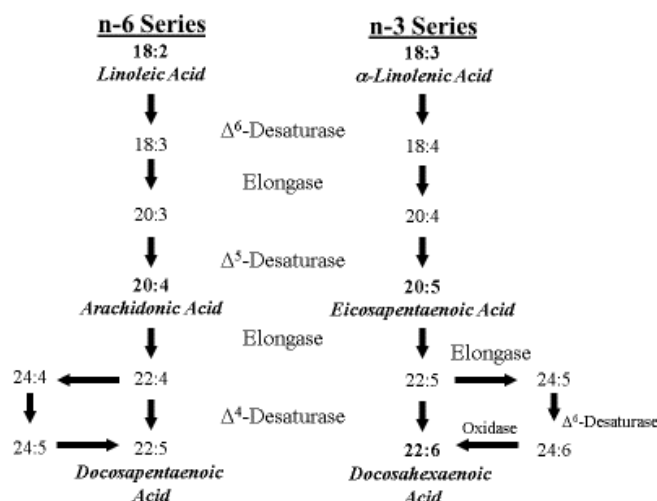 n-6 Series n-3 Series
18:2 18:3
Linoleic Acid α-Linolenic Acid
Δ⁶-Desaturase
18:3 18:4
Elongase
20:3 20:4
Δ⁵-Desaturase
20:4 20:5
Arachidonic Acid Eicosapentaenoic Acid
Elongase Elongase
24:4 22:4 22:5 24:5
Δ⁴-Desaturase Δ⁶-Desaturase
Oxidase
24:5 22:5 22:6 24:6
Docosapentaenoic Docosahexaenoic
Acid Acid